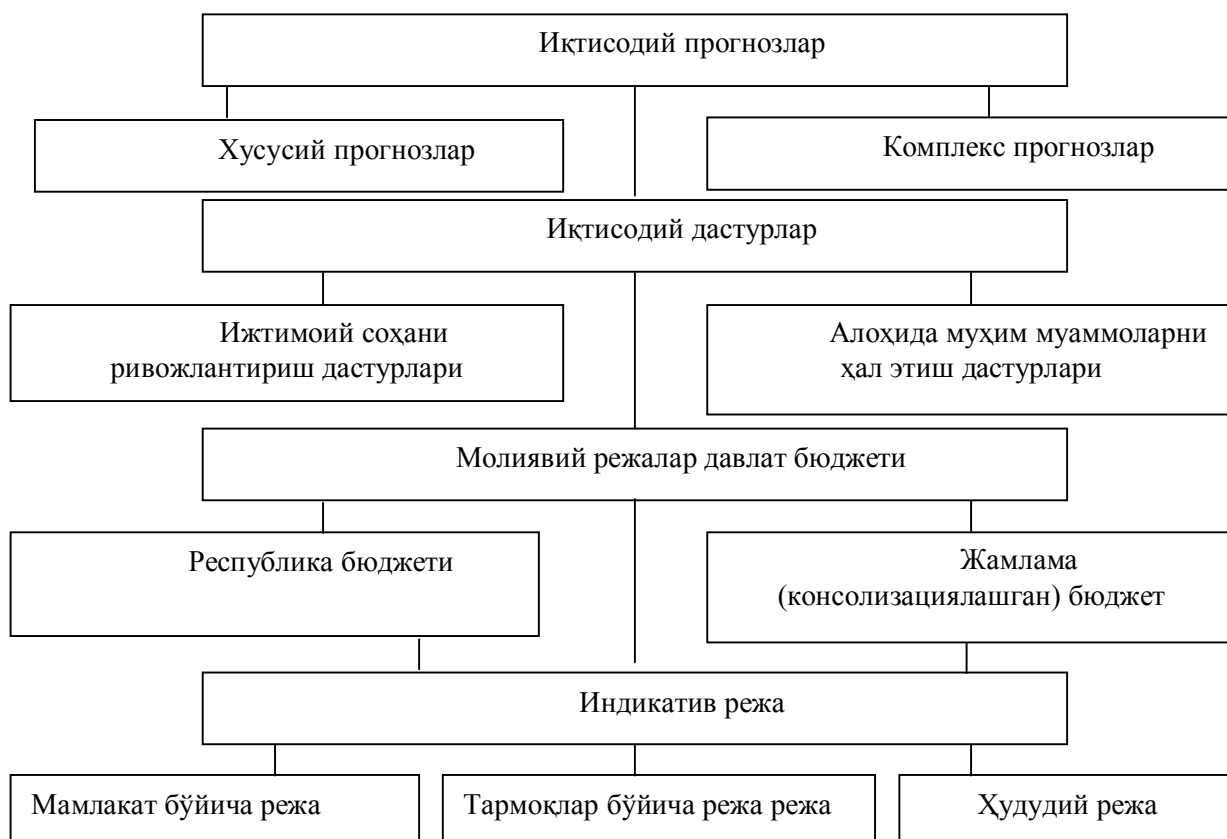 Иқтисодий прогнозлар
Хусусий прогнозлар
Комплекс прогнозлар
Иқтисодий дастурлар
Ижтимоий соҳани
ривожлантириш дастурлари
Алоҳида муҳим муаммоларни
ҳал этиш дастурлари
Молиявий режалар давлат бюджети
Республика бюджети
Жамлама
(консолизациялашган) бюджет
Индикатив режа
Мамлакат бўйича режа
Тармоқлар бўйича режа режа
Ҳудудий режа